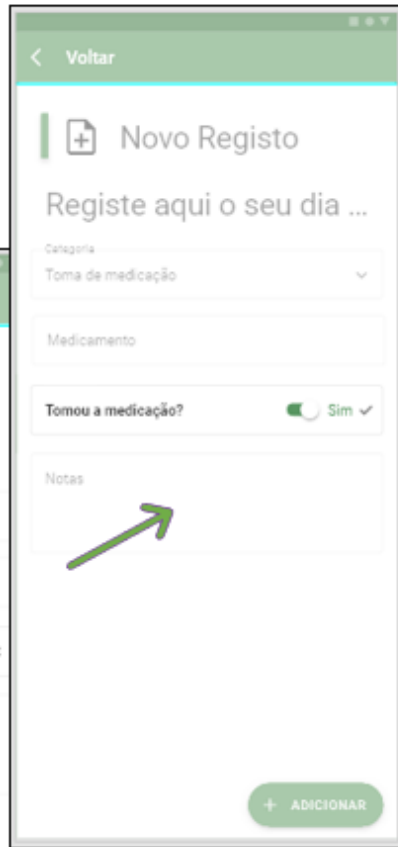 Voltar
Novo Registo
Registe aqui o seu dia ...
Categoria
Toma de medicação
Medicamento
Tomou a medicação? Sim
Notas
+ ADICIONAR